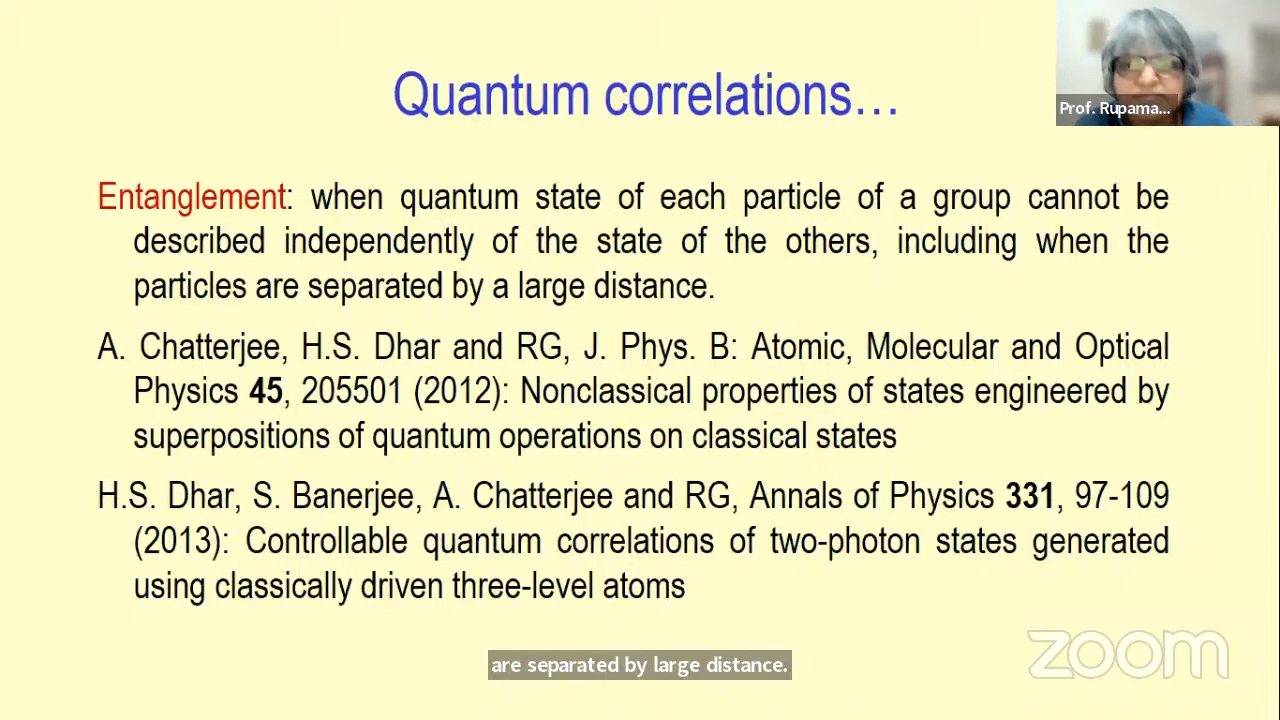 Quantum correlations…
Prof. Rupama...
Entanglement: when quantum state of each particle of a group cannot be
described independently of the state of the others, including when the
particles are separated by a large distance.
A. Chatterjee, H.S. Dhar and RG, J. Phys. B: Atomic, Molecular and Optical
Physics 45, 205501 (2012): Nonclassical properties of states engineered by
superpositions of quantum operations on classical states
H.S. Dhar, S. Banerjee, A. Chatterjee and RG, Annals of Physics 331, 97-109
(2013): Controllable quantum correlations of two-photon states generated
using classically driven three-level atoms
are separated by large distance.
zoom